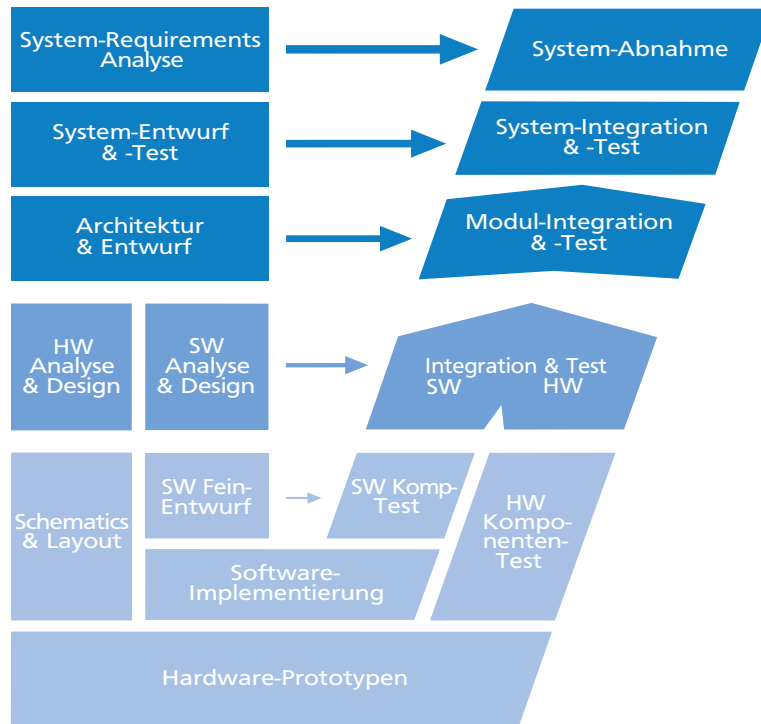 System-Requirements
Analyse
System-Abnahme
System-Entwurf
& -Test
System-Integration
& -Test
Architektur
& Entwurf
Modul-Integration
& -Test
HW
Analyse
& Design
SW
Analyse
& Design
Integration & Test
SW HW
Schematics
& Layout
SW Fein-
Entwurf
SW Komp-
Test
HW
Kompo-
nenten-
Test
Software-
Implementierung
Hardware-Prototypen